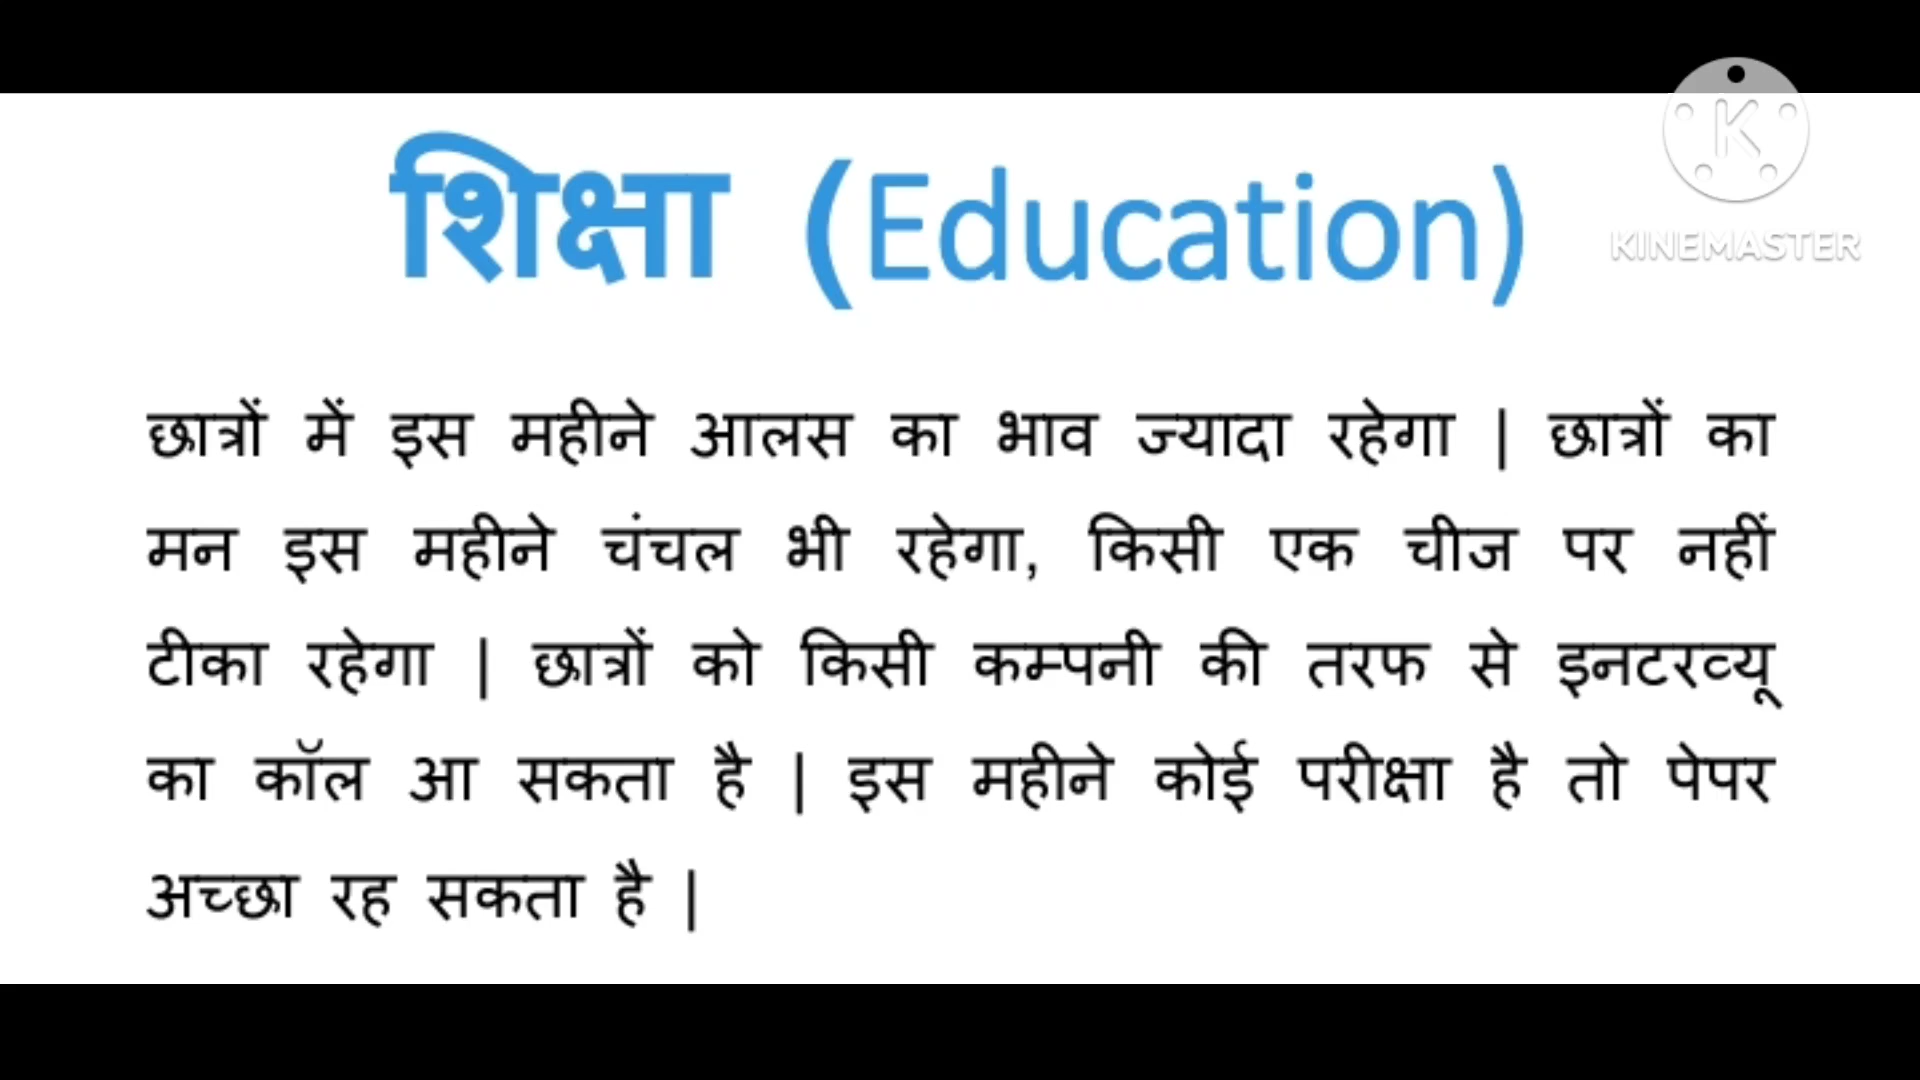 शिक्षा (Education)
KINEMASTER
छात्रों में इस महीने आलस का भाव ज्यादा रहेगा | छात्रों का
मन इस महीने चंचल भी रहेगा, किसी एक चीज पर नहीं
टीका रहेगा | छात्रों को किसी कम्पनी की तरफ से इनटरव्यू
का कॉल आ सकता है | इस महीने कोई परीक्षा है तो पेपर
अच्छा रह सकता है |